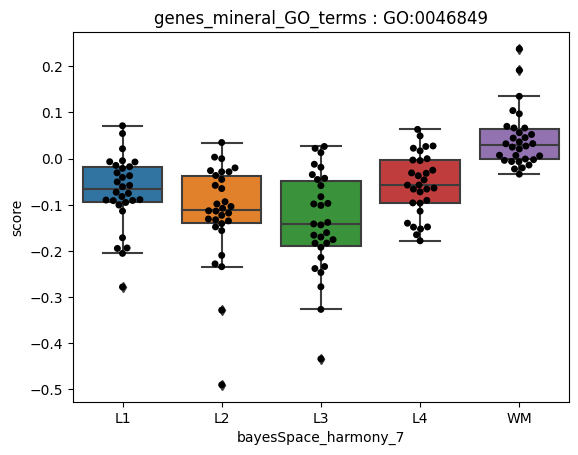 genes_mineral_GO_terms : GO:0046849
score
0.2
0.1
0.0
−0.1
−0.2
−0.3
−0.4
−0.5
L1 L2 L3 L4 WM
bayesSpace_harmony_7